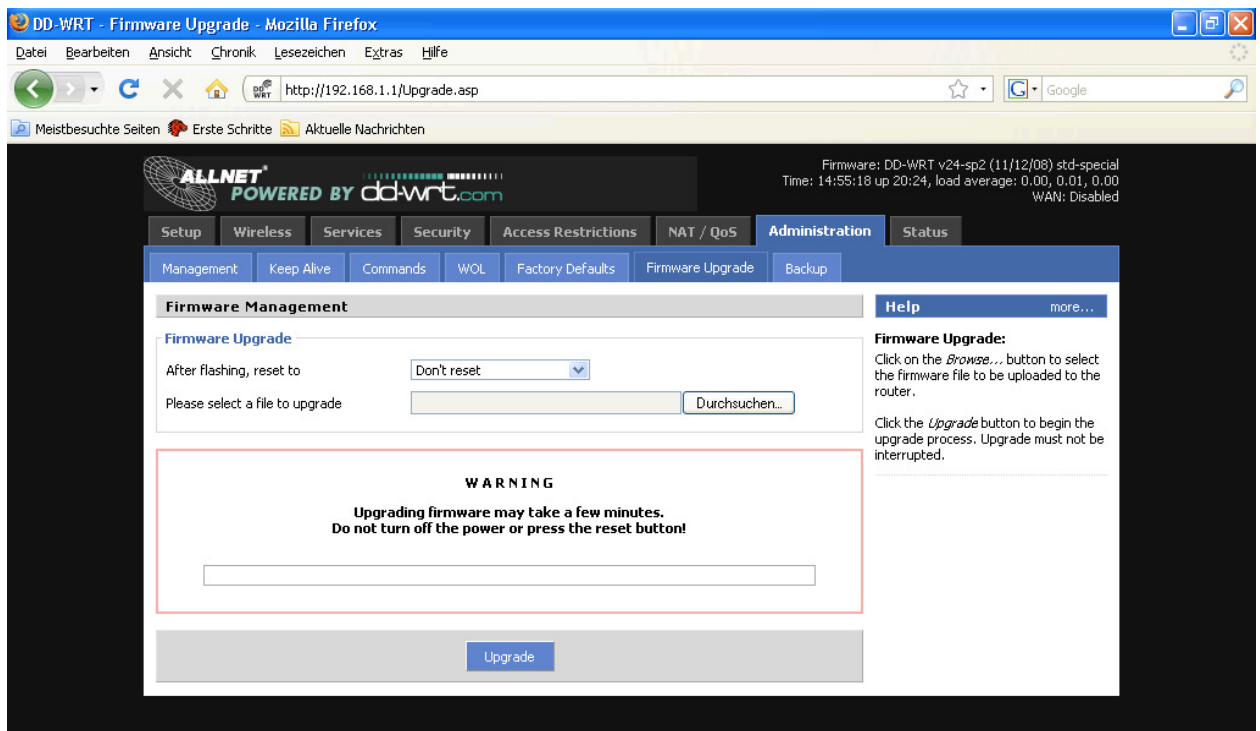 DD-WRT - Firmware Upgrade - Mozilla Firefox
Datei Bearbeiten Ansicht Chronik Lesezeichen Extras Hilfe
DD WRT http://192.168.1.1/Upgrade.asp G Google
Meistbesuchte Seiten Erste Schritte Aktuelle Nachrichten
ALLNET
POWERED BY dd-wrt.com
Firmware: DD-WRT v24-sp2 (11/12/08) std-special
Time: 14:55:18 up 20:24, load average: 0.00, 0.01, 0.00
WAN: Disabled
Setup Wireless Services Security Access Restrictions NAT / QoS Administration Status
Management Keep Alive Commands WOL Factory Defaults Firmware Upgrade Backup
Firmware Management
Firmware Upgrade
After flashing, reset to Don't reset
Please select a file to upgrade Durchsuchen...
WARNING
Upgrading firmware may take a few minutes.
Do not turn off the power or press the reset button!
Upgrade
Help more...
Firmware Upgrade:
Click on the Browse... button to select
the firmware file to be uploaded to the
router.
Click the Upgrade button to begin the
upgrade process. Upgrade must not be
interrupted.